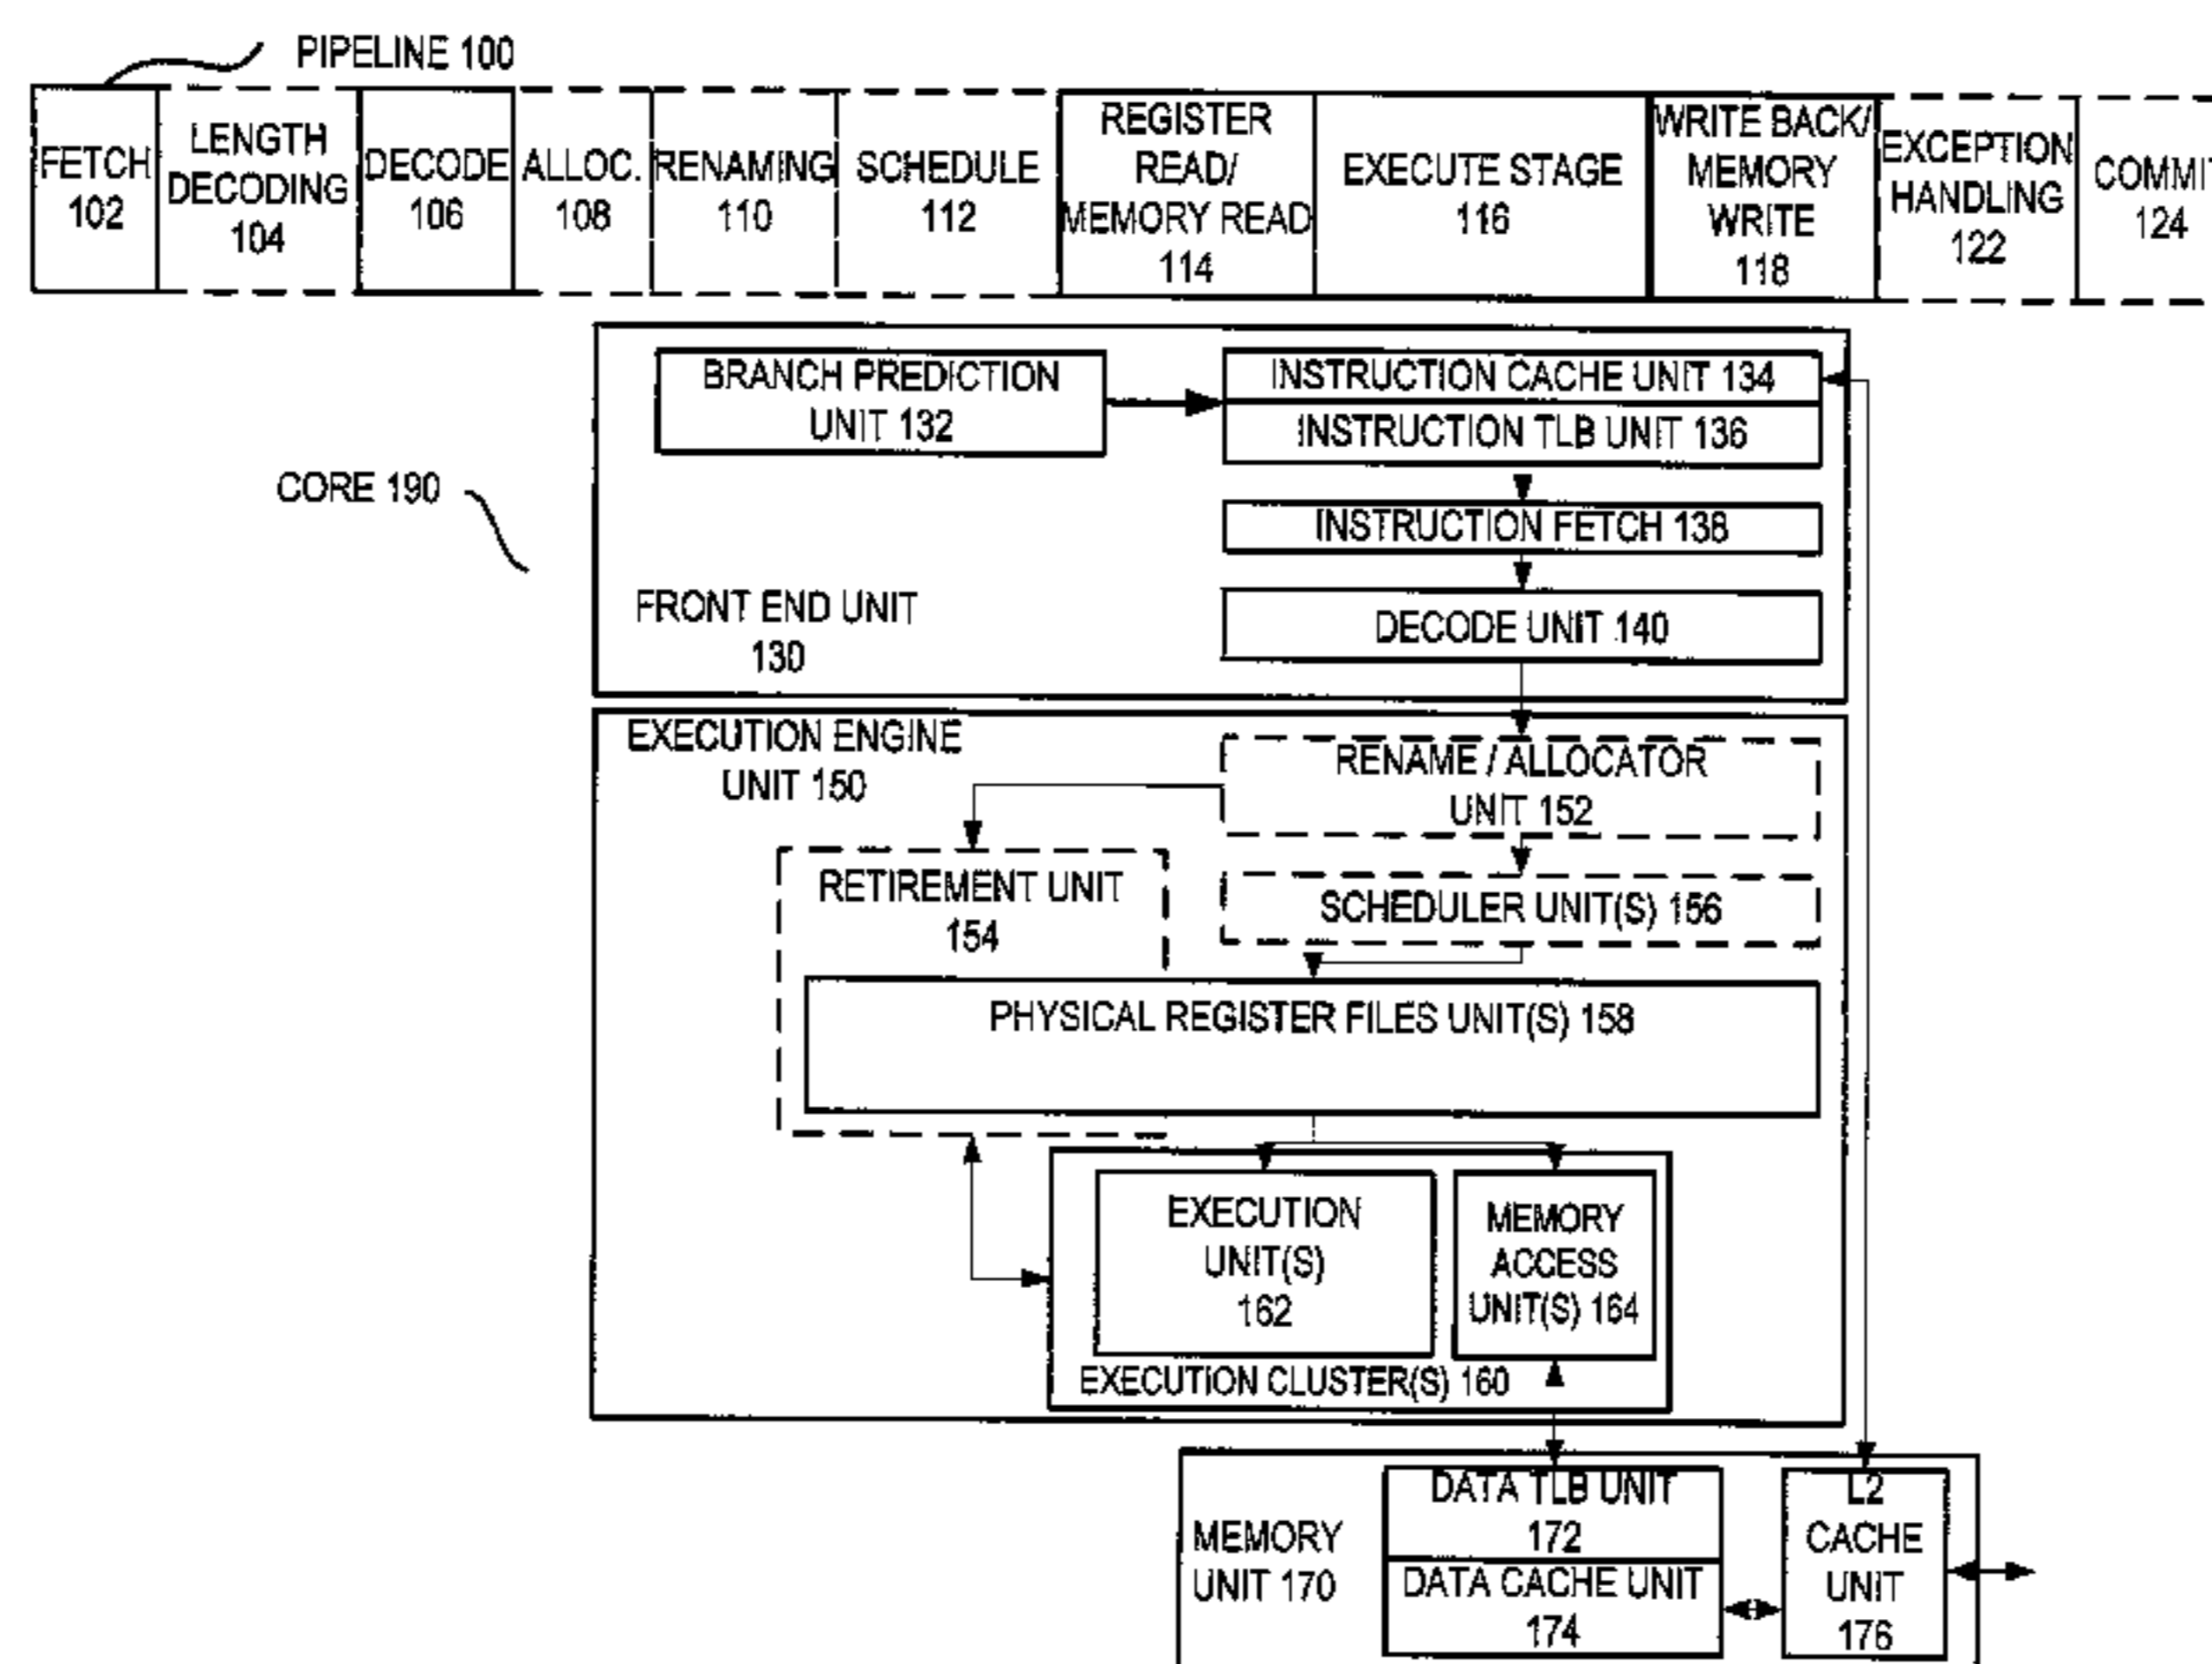 PIPELINE 100
FETCH
102
LENGTH
DECODING
104
DECODE
106
ALLOC.
108
RENAMING
110
SCHEDULE
112
REGISTER
READ/
MEMORY READ
114
EXECUTE STAGE
116
WRITE BACK/
MEMORY
WRITE
118
EXCEPTION
HANDLING
122
COMMIT
124
BRANCH PREDICTION
UNIT 132
INSTRUCTION CACHE UNIT 134
INSTRUCTION TLB UNIT 136
CORE 190
INSTRUCTION FETCH 138
FRONT END UNIT
130
DECODE UNIT 140
EXECUTION ENGINE
UNIT 150
RENAME / ALLOCATOR
UNIT 152
RETIREMENT UNIT
154
SCHEDULER UNIT(S) 156
PHYSICAL REGISTER FILES UNIT(S) 158
EXECUTION
UNIT(S)
162
MEMORY
ACCESS
UNIT(S) 164
EXECUTION CLUSTER(S) 160
MEMORY
UNIT 170
DATA TLB UNIT
172
DATA CACHE UNIT
174
L2
CACHE
UNIT
176